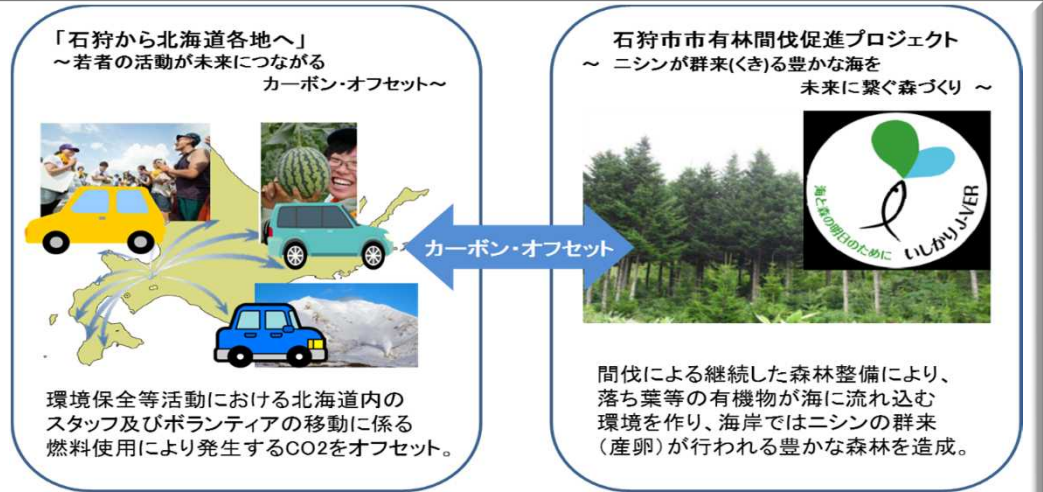 「石狩から北海道各地へ」
～若者の活動が未来につながる
カーボン・オフセット～
環境保全等活動における北海道内の
スタッフ及びボランティアの移動に係る
燃料使用により発生するCO2をオフセット。
カーボン・オフセット
石狩市市有林間伐促進プロジェクト
～ ニシンが群来(くき)る豊かな海を
未来に繋ぐ森づくり ～
海と森の明日のために
いしかりJ-VER
間伐による継続した森林整備により、
落ち葉等の有機物が海に流れ込む
環境を作り、海岸ではニシンの群来
（産卵）が行われる豊かな森林を造成。